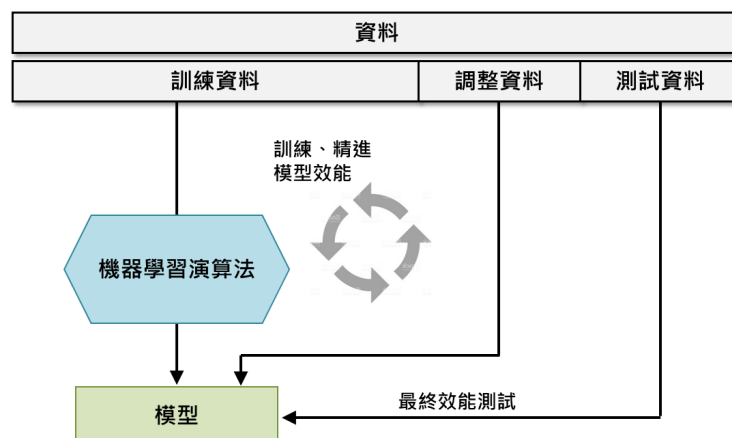 資料
訓練資料
調整資料
測試資料
訓練、精進
模型效能
機器學習演算法
模型
最終效能測試